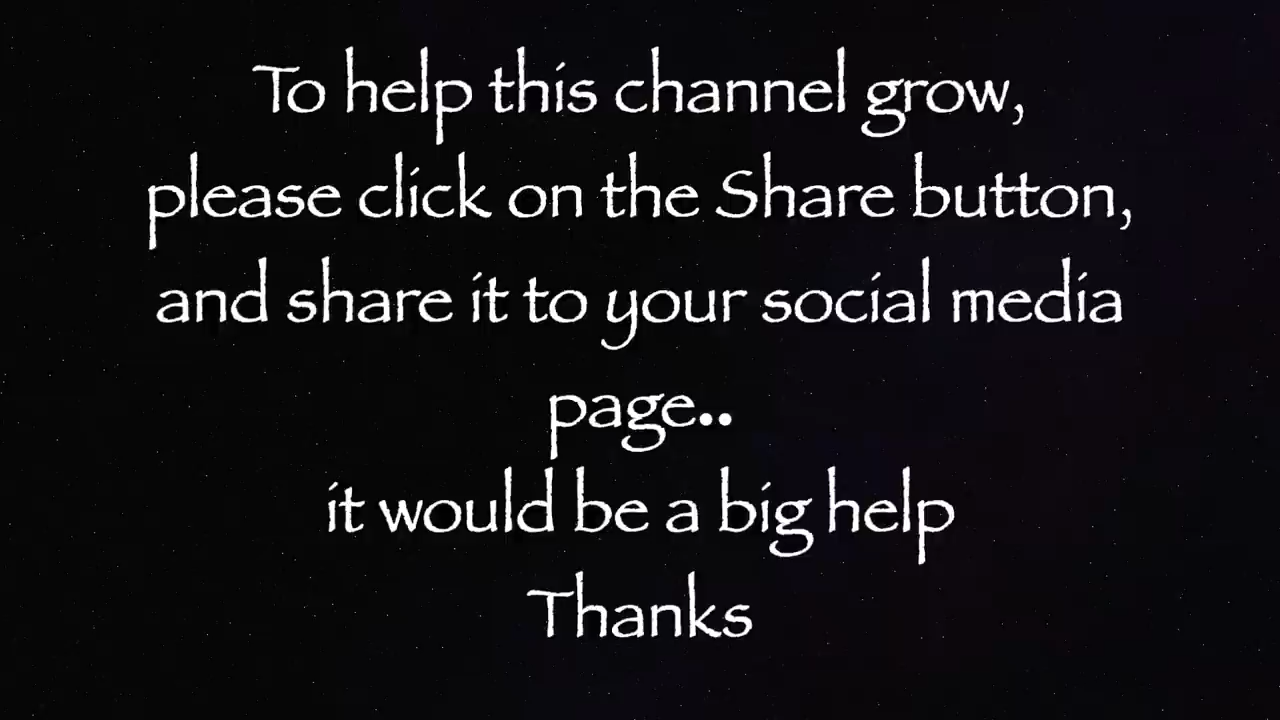 To help this channel grow,
please click on the Share button,
and share it to your social media
page..
it would be a big help
Thanks